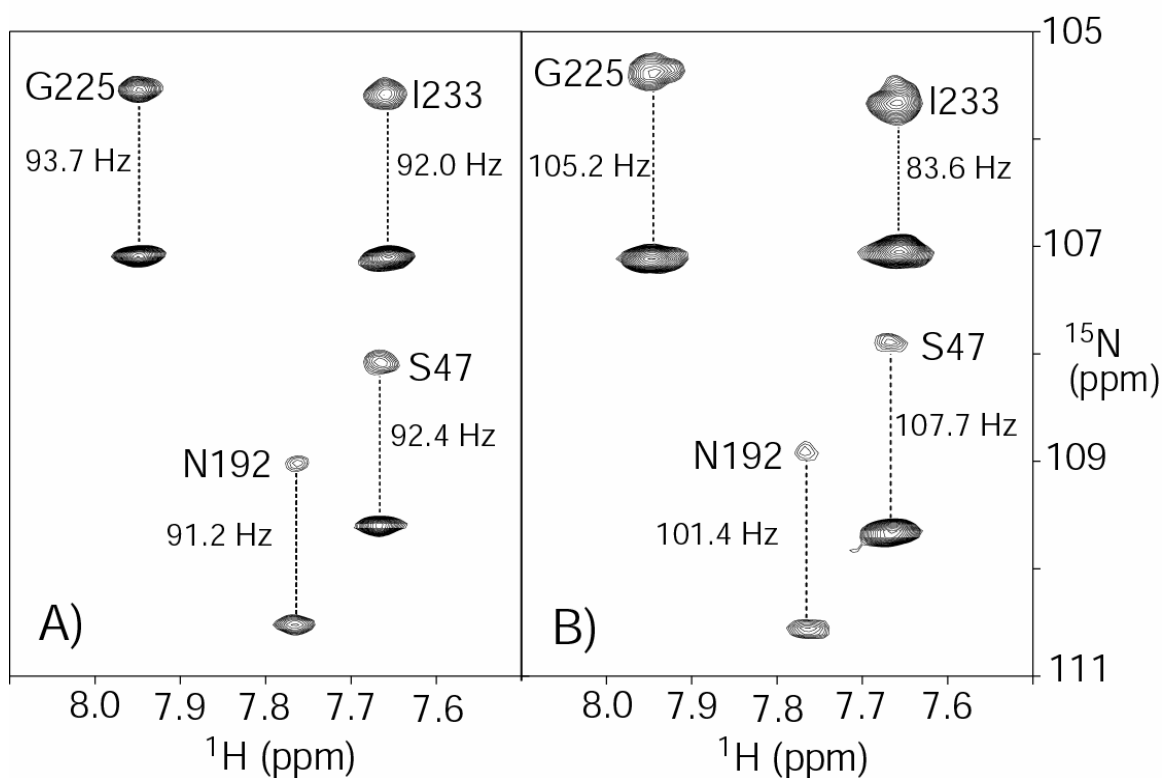 G225
I233
93.7 Hz
92.0 Hz
S47
92.4 Hz
N192
91.2 Hz
A)
8.0 7.9 7.8 7.7 7.6
¹H (ppm)
G225
I233
105.2 Hz
83.6 Hz
S47
107.7 Hz
N192
101.4 Hz
B)
8.0 7.9 7.8 7.7 7.6
¹H (ppm)
105
107
¹⁵N
(ppm)
109
111